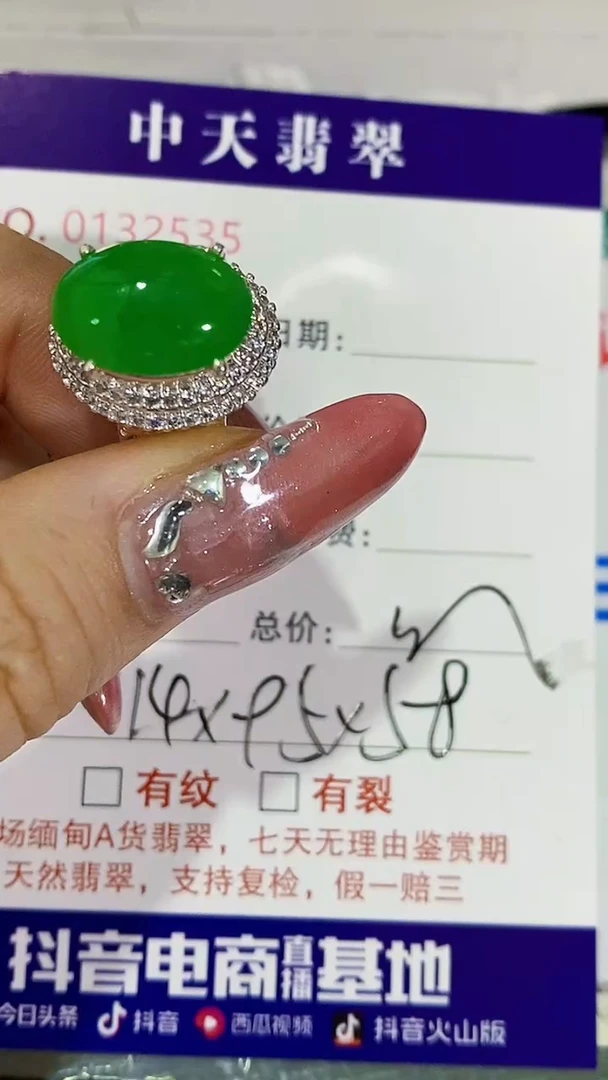 中天翡翠
O. 0132535
日期:
费:
总价:
14x95x58
有纹 有裂
场缅甸A货翡翠，七天无理由鉴赏期
天然翡翠，支持复检，假一赔三
抖音电商直播基地
今日头条 抖音 西瓜视频 抖音火山版